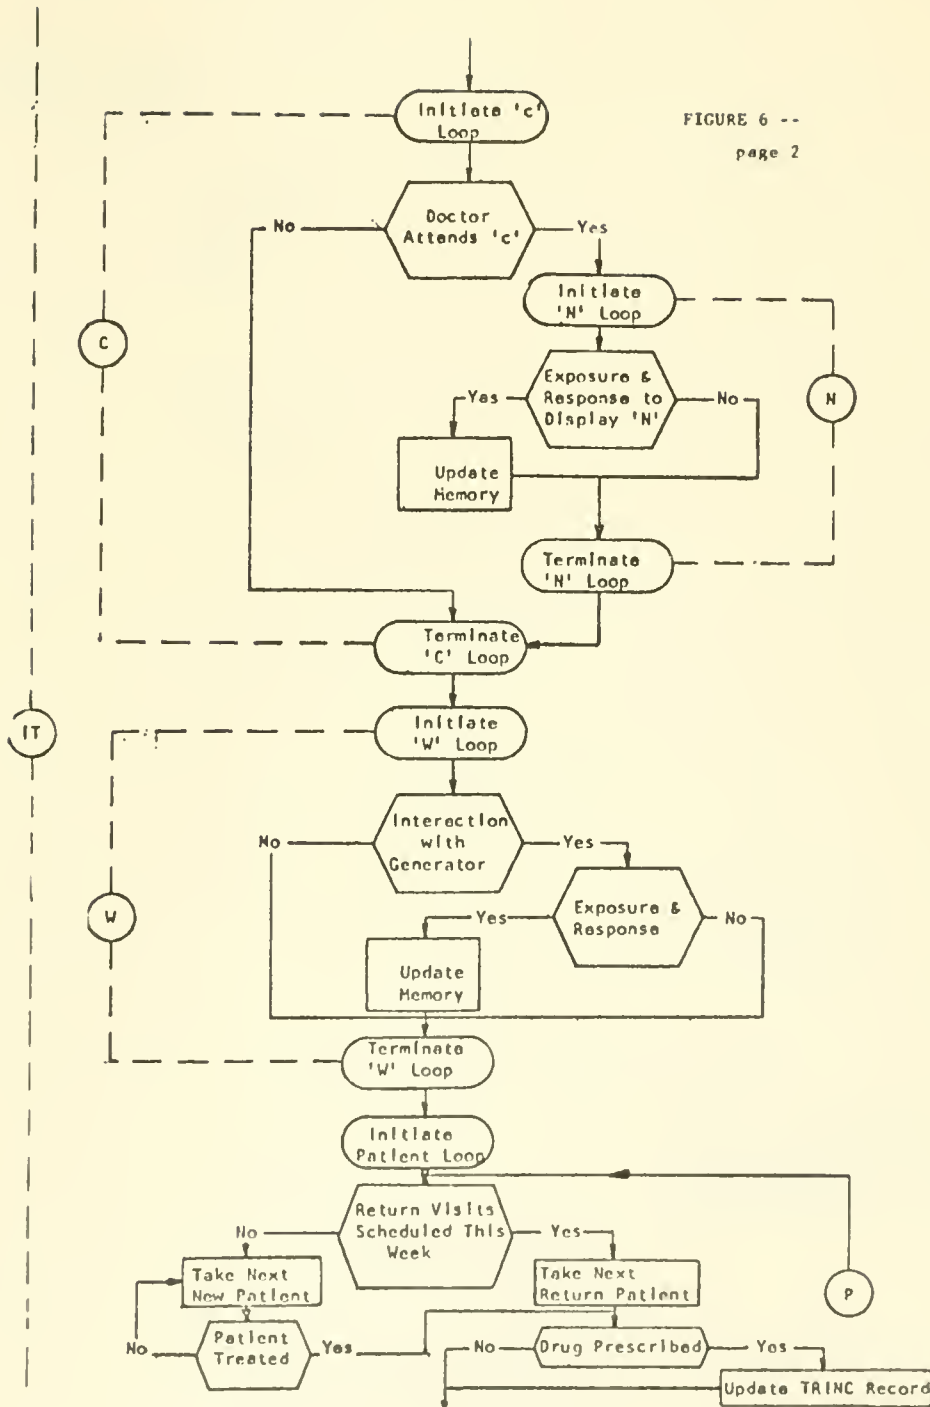 FIGURE 6 --
page 2
Initiate 'c'
Loop
Doctor
Attends 'c'
No
Yes
Initiate
'N' Loop
C
Exposure &
Response to
Display 'N'
Yes
No
N
Update
Memory
Terminate
'N' Loop
Terminate
'C' Loop
IT
Initiate
'W' Loop
Interaction
with
Generator
No
Yes
W
Exposure &
Response
Yes
No
Update
Memory
Terminate
'W' Loop
Initiate
Patient Loop
Return Visits
Scheduled This
Week
No
Yes
Take Next
New Patient
Take Next
Return Patient
P
Patient
Treated
No
Yes
No
Drug Prescribed
Yes
Update TRINC Record